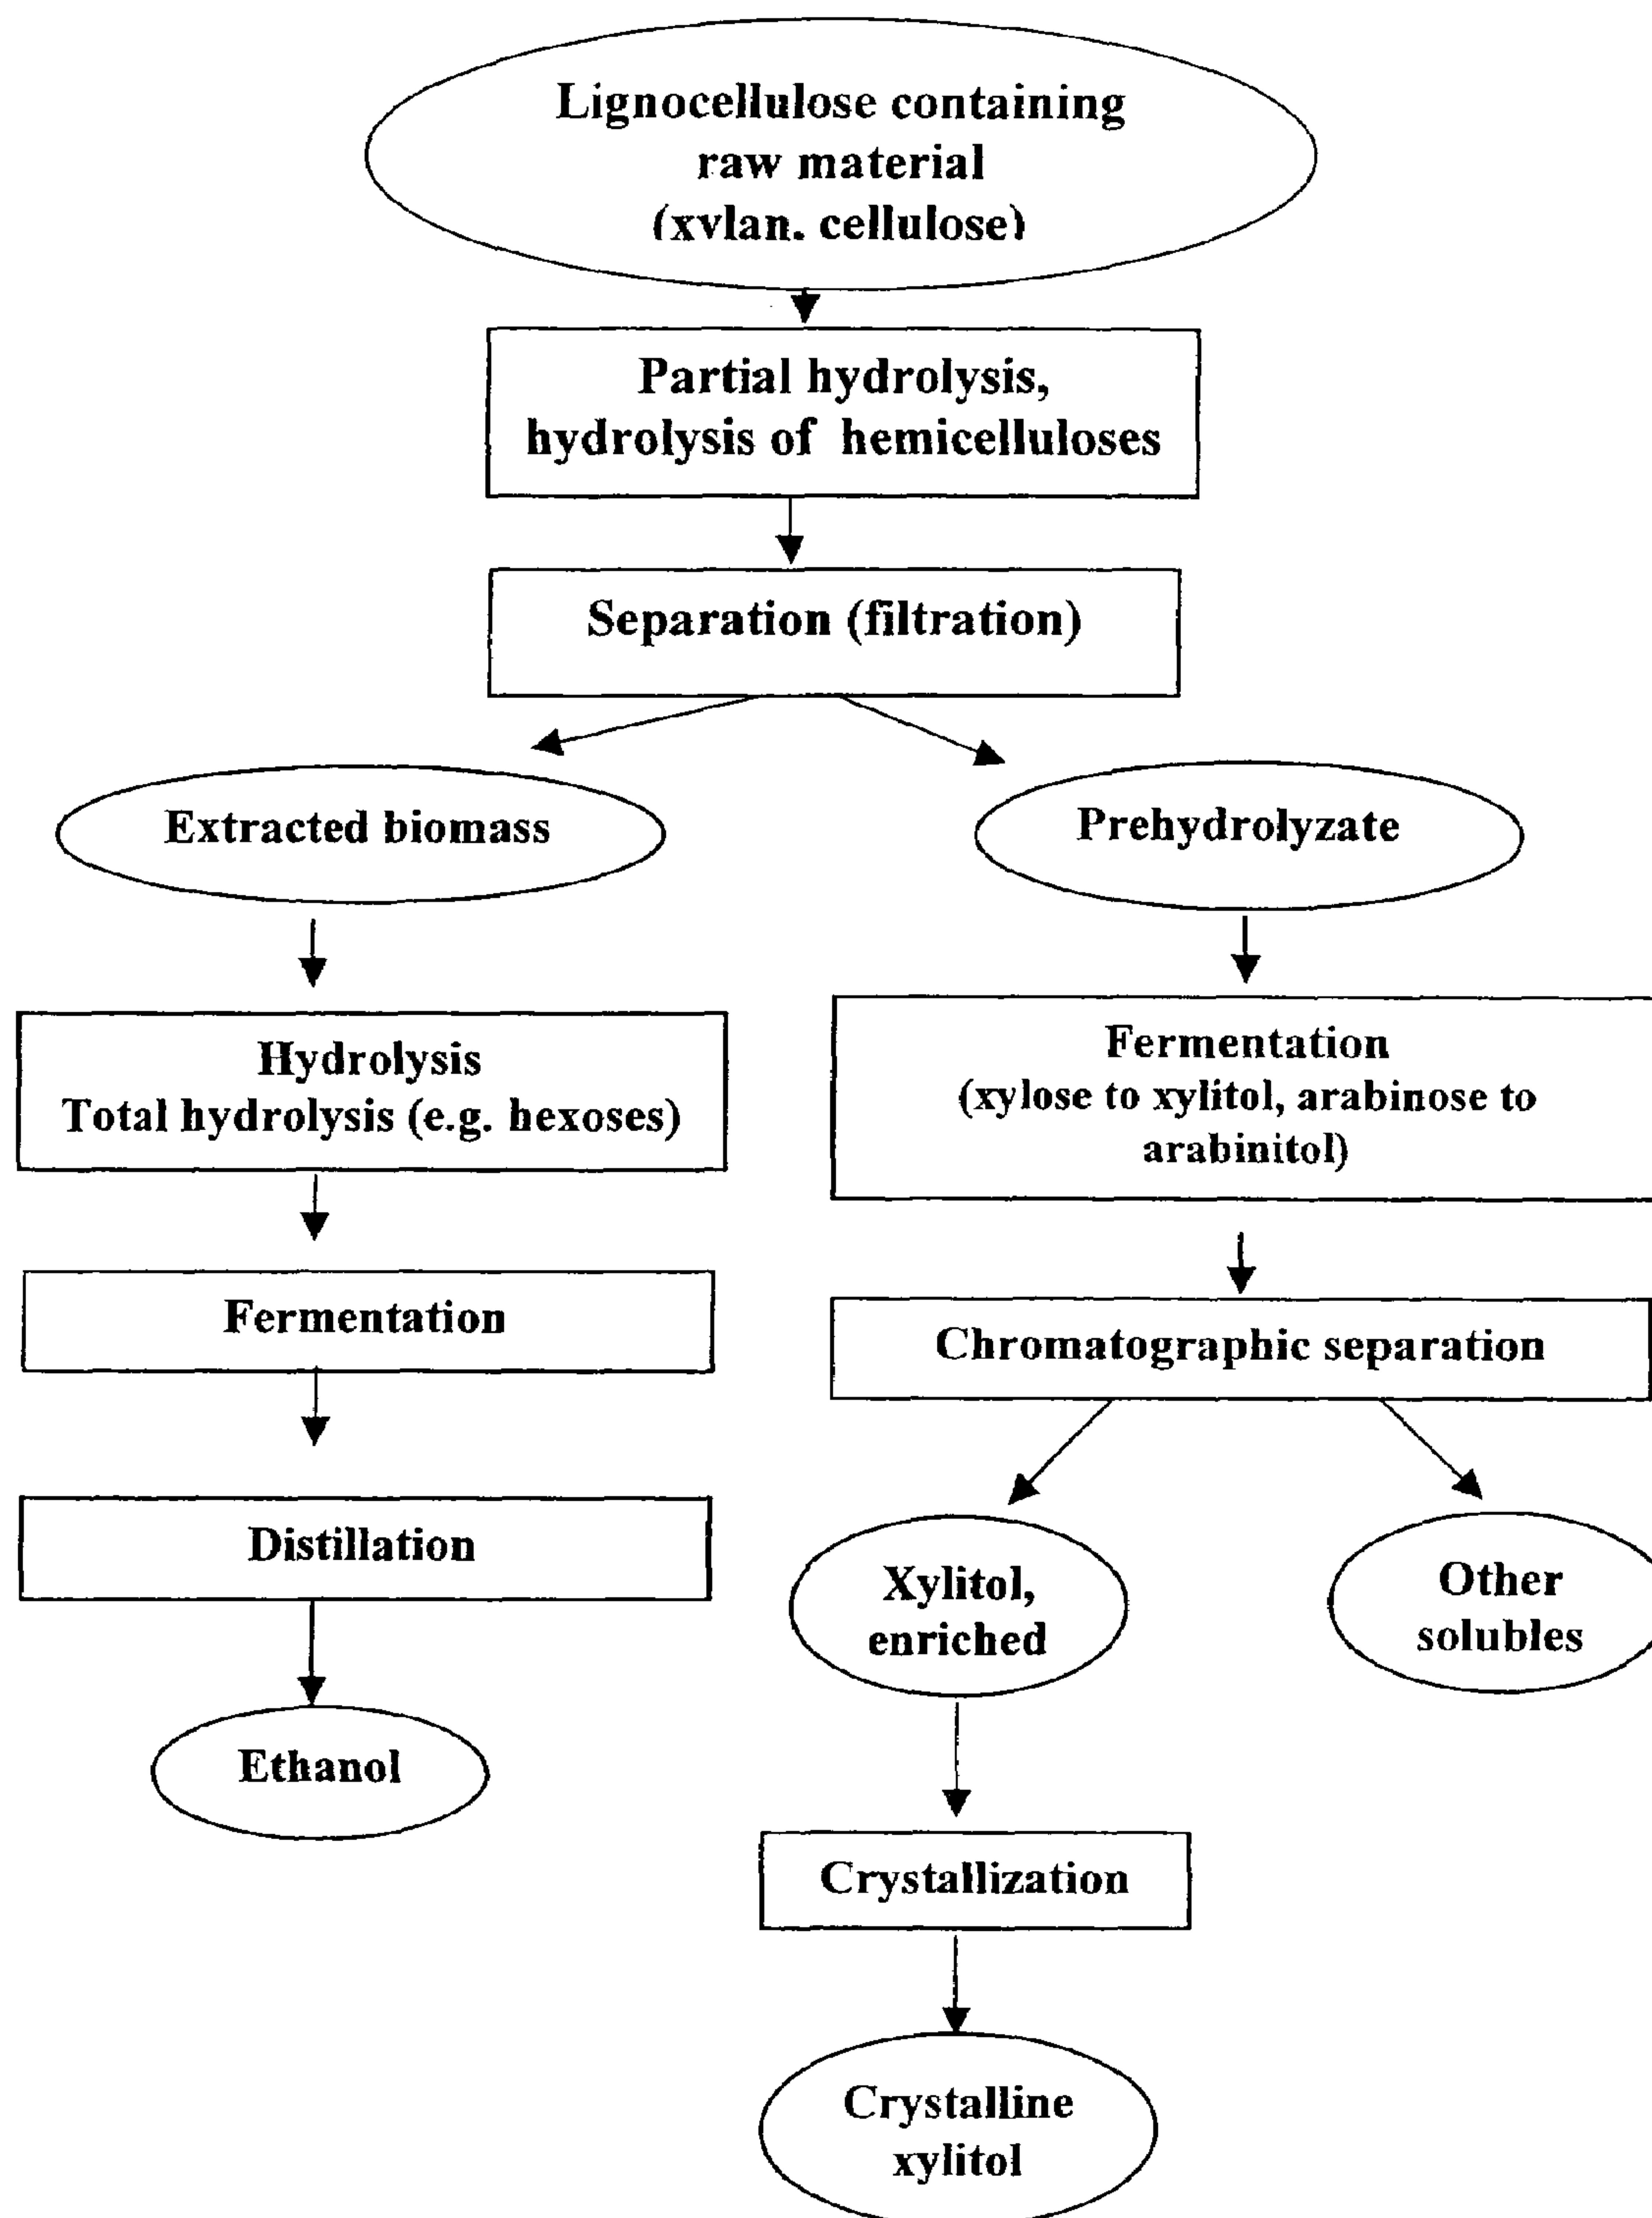 Lignocellulose containing
raw material
(xvlan. cellulose)
Partial hydrolysis,
hydrolysis of hemicelluloses
Separation (filtration)
Extracted biomass
Prehydrolyzate
Hydrolysis
Total hydrolysis (e.g. hexoses)
Fermentation
(xylose to xylitol, arabinose to
arabinitol)
Fermentation
Chromatographic separation
Distillation
Xylitol,
enriched
Other
solubles
Ethanol
Crystallization
Crystalline
xylitol